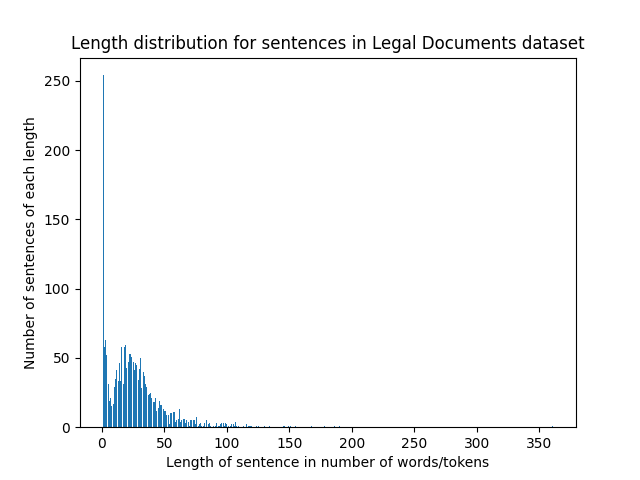 Length distribution for sentences in Legal Documents dataset
250
200
150
100
50
0
Number of sentences of each length
0 50 100 150 200 250 300 350
Length of sentence in number of words/tokens